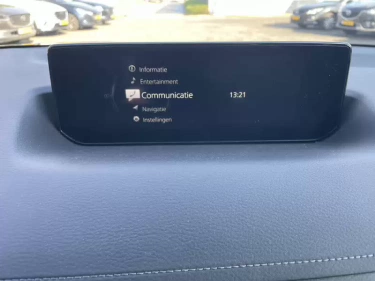 Informatie
Entertainment
Communicatie 13:21
Navigatie
Instellingen